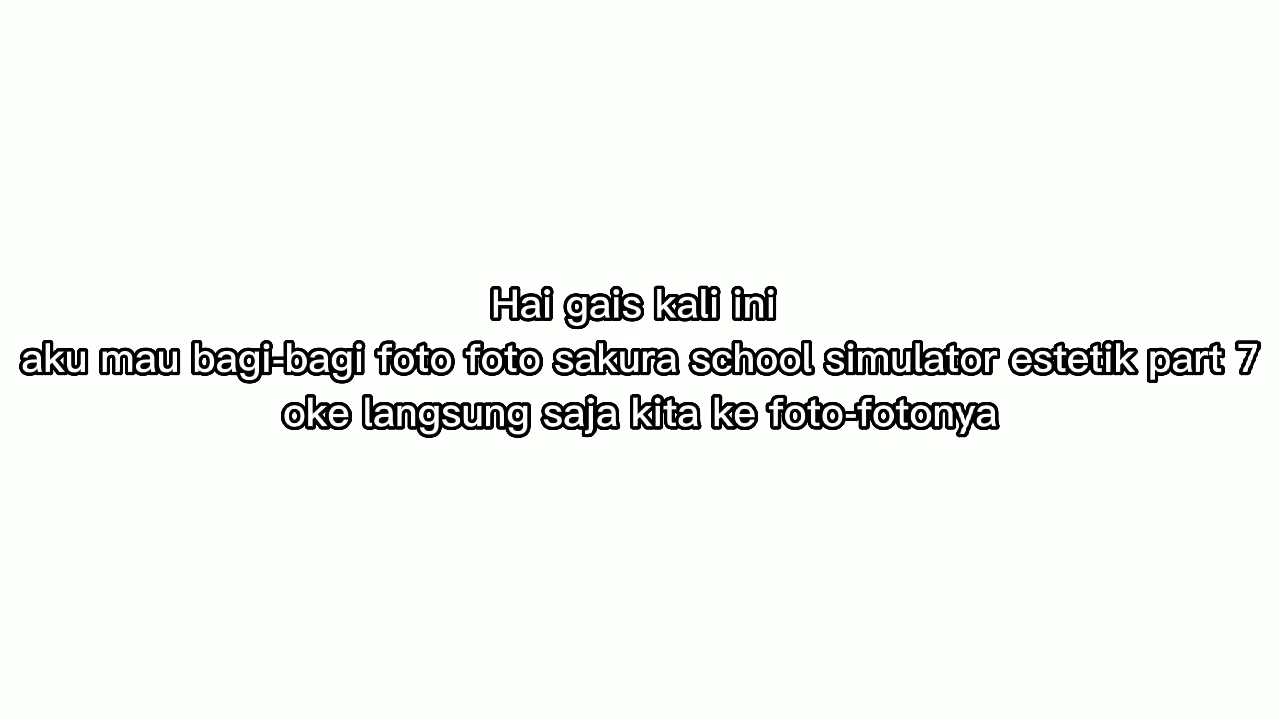 Hai gais kali ini
aku mau bagi-bagi foto foto sakura school simulator estetik part 7
oke langsung saja kita ke foto-fotonya